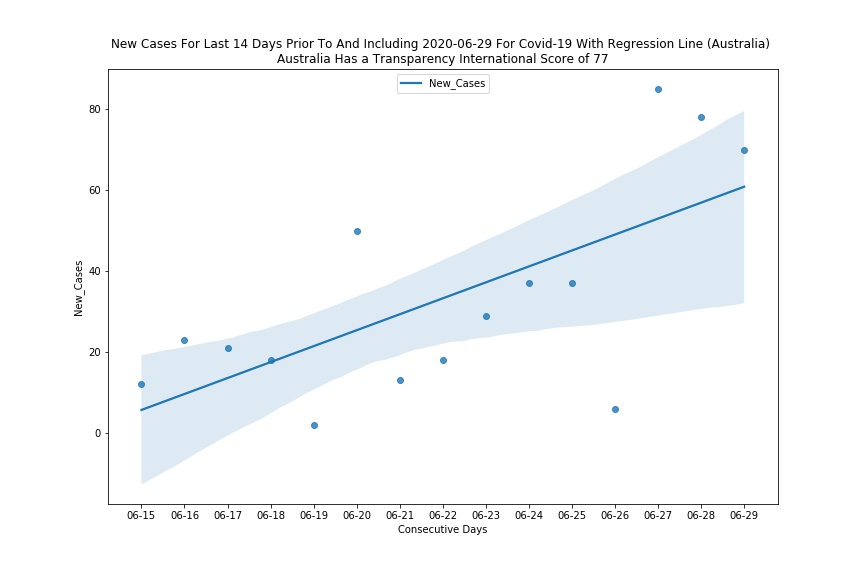 New Cases For Last 14 Days Prior To And Including 2020-06-29 For Covid-19 With Regression Line (Australia)
Australia Has a Transparency International Score of 77
New_Cases
80
60
40
20
0
New_Cases
06-15 06-16 06-17 06-18 06-19 06-20 06-21 06-22 06-23 06-24 06-25 06-26 06-27 06-28 06-29
Consecutive Days